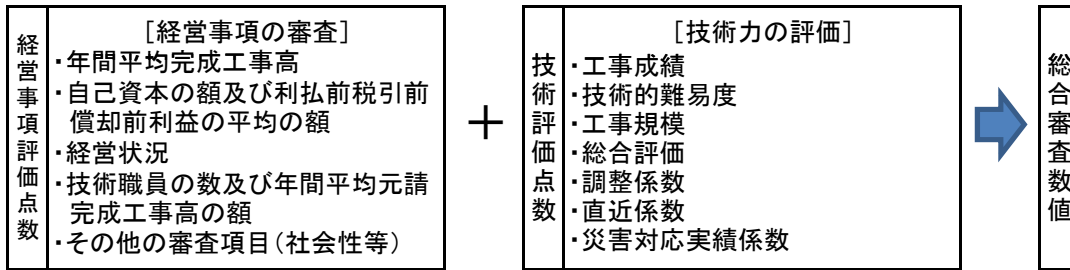 経営事項評価点数
［経営事項の審査］
・年間平均完成工事高
・自己資本の額及び利払前税引前
償却前利益の平均の額
・経営状況
・技術職員の数及び年間平均元請
完成工事高の額
・その他の審査項目（社会性等）
＋
技術評価点数
［技術力の評価］
・工事成績
・技術的難易度
・工事規模
・総合評価
・調整係数
・直近係数
・災害対応実績係数
総合審査数値